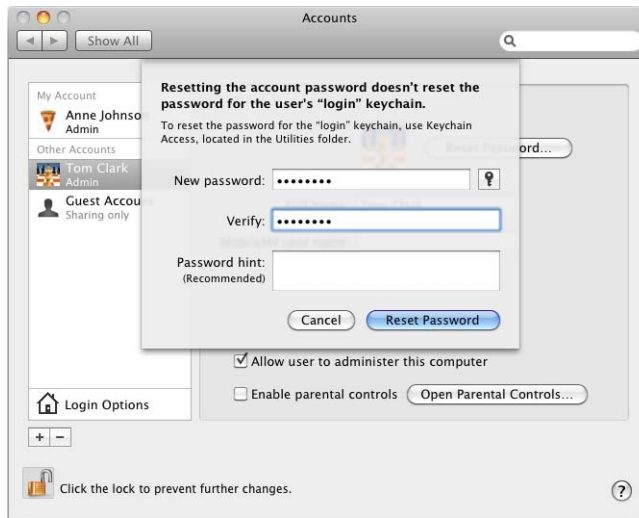 Accounts
Show All
Resetting the account password doesn't reset the
password for the user's “login” keychain.
To reset the password for the “login” keychain, use Keychain
Access, located in the Utilities folder.
New password:
Verify:
Password hint:
(Recommended)
Cancel
Reset Password
My Account
Anne Johnso
Admin
Other Accounts
Tom Clark
Admin
Guest Accou
Sharing only
Reset Password...
Tom Clark
Allow user to administer this computer
Enable parental controls
Open Parental Controls...
Login Options
+ −
Click the lock to prevent further changes.
?